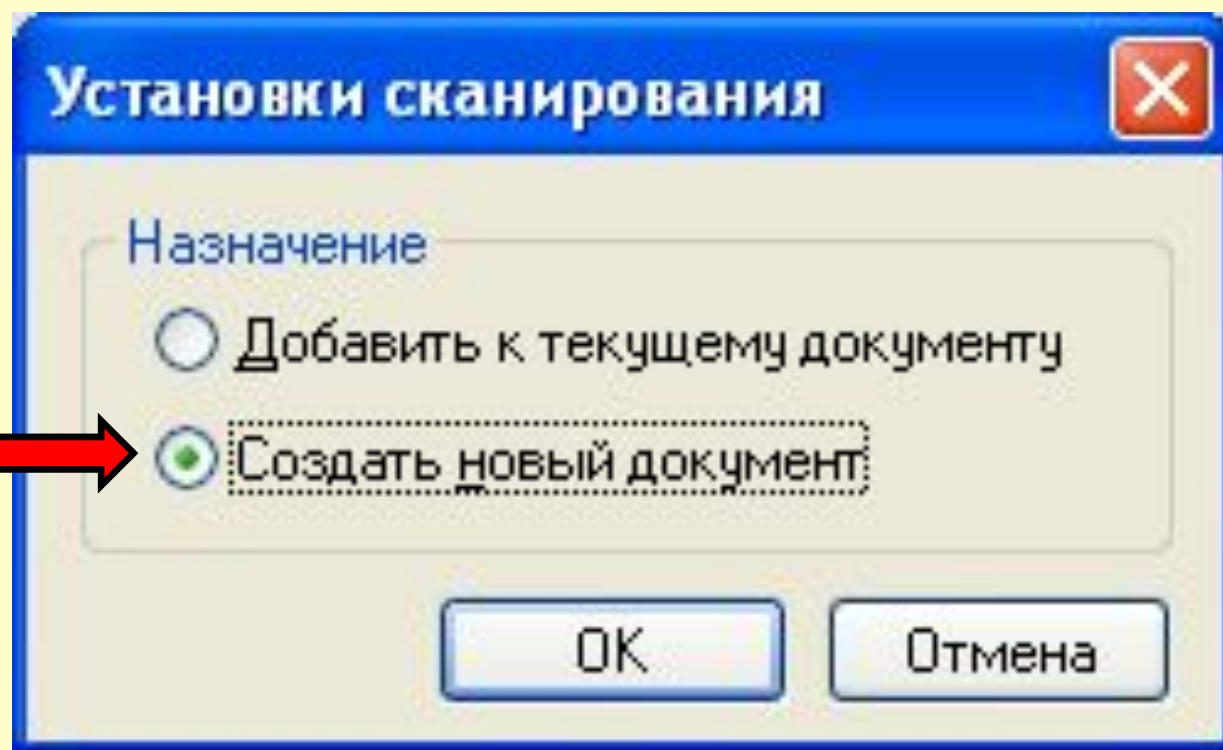 Установки сканирования
Назначение
Добавить к текущему документу
Создать новый документ
OK
Отмена